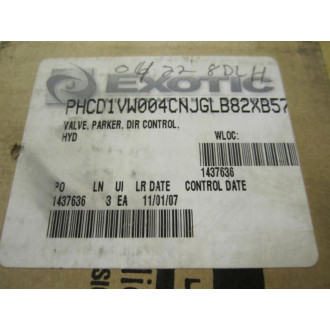 EXOTIC
04 22 8DLH
PHCD1VW004CNJGLB82XB57
VALVE, PARKER, DIR CONTROL,
HYD WLOC:
1437636
PO LN UI LR DATE CONTROL DATE
1437636 3 EA 11/01/07